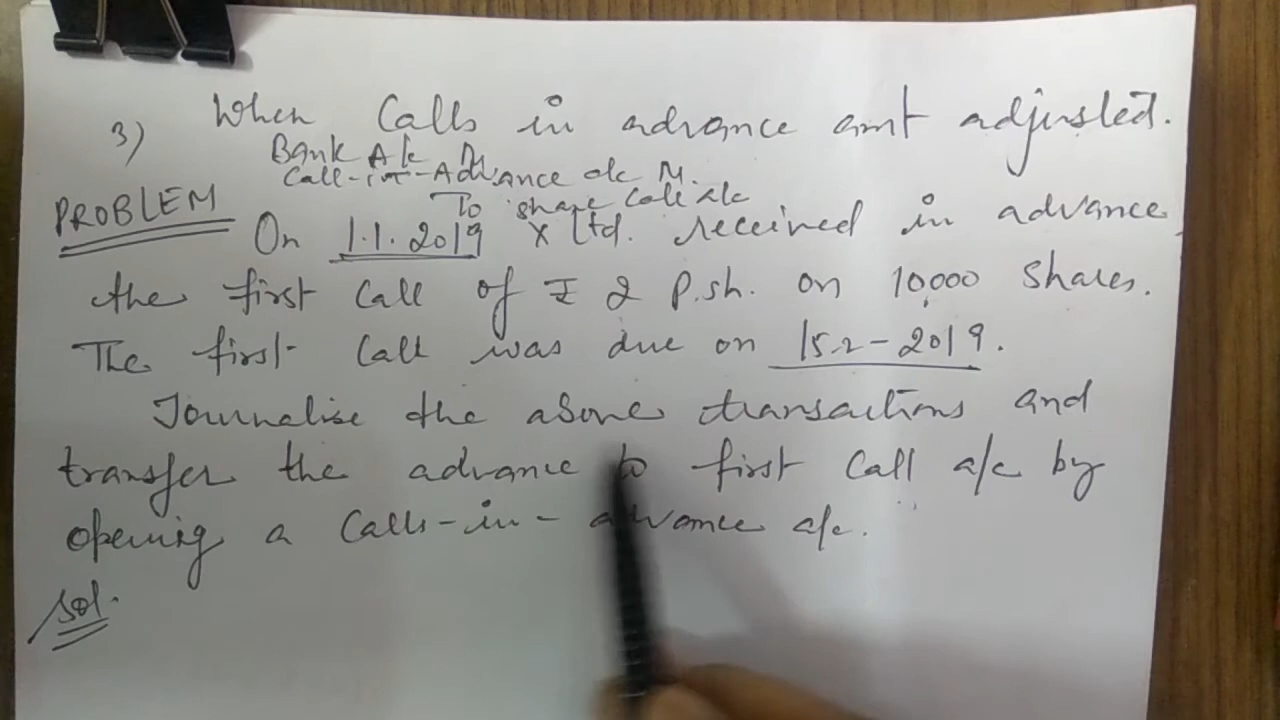 3) When Calls in advance amt adjusted.
Bank A/c Dr
Call-in-Advance a/c Dr.
To share Call a/c
PROBLEM
On 1.1.2019 X Ltd. received in advance
the first Call of ₹ 2 P.sh. on 10,000 Shares.
The first Call was due on 15.2-2019.
Journalise the above transactions and
transfer the advance to first Call a/c by
opening a Calls-in-advance a/c.
Sol.